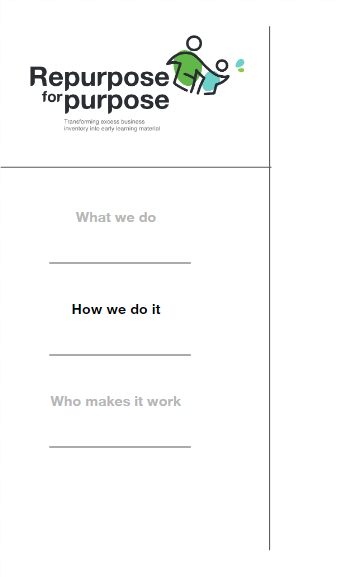 Repurpose
for purpose
Transforming excess business
inventory into early learning material
What we do
How we do it
Who makes it work